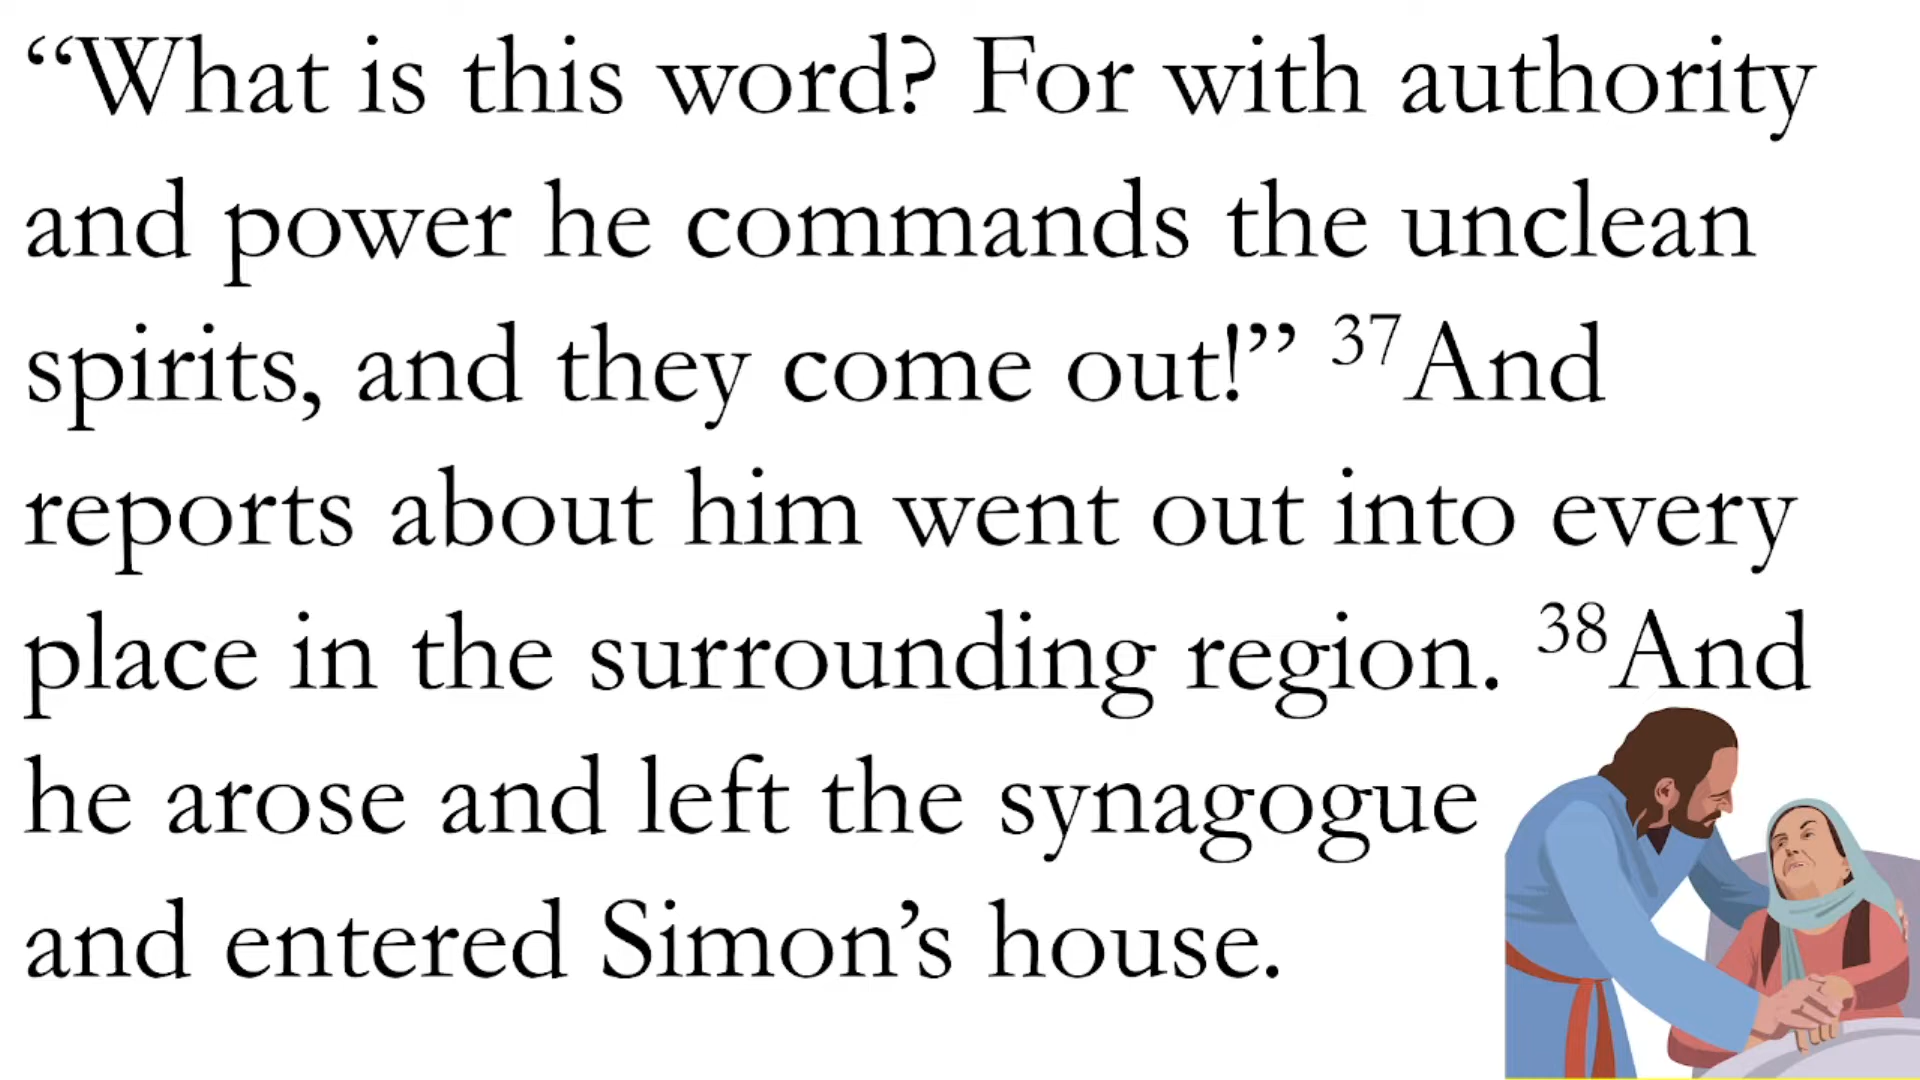 “What is this word? For with authority
and power he commands the unclean
spirits, and they come out!” ³⁷And
reports about him went out into every
place in the surrounding region. ³⁸And
he arose and left the synagogue
and entered Simon’s house.